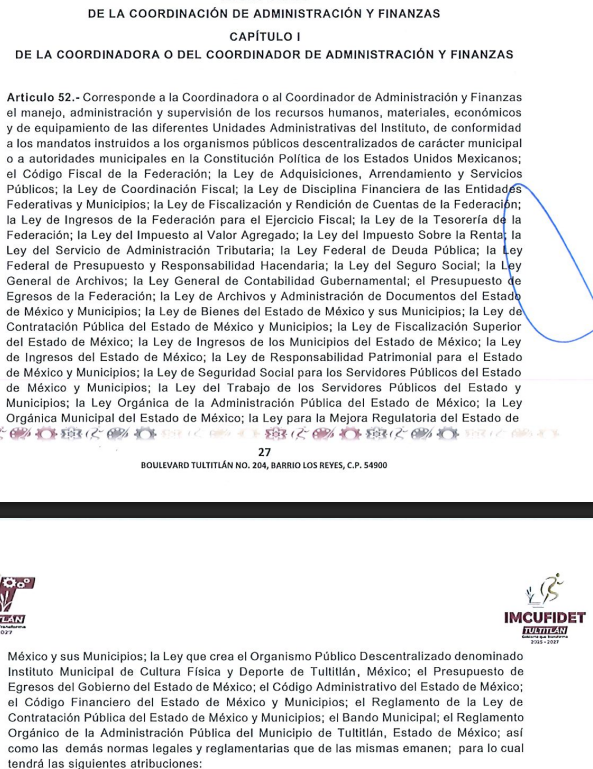 DE LA COORDINACIÓN DE ADMINISTRACIÓN Y FINANZAS
CAPÍTULO I
DE LA COORDINADORA O DEL COORDINADOR DE ADMINISTRACIÓN Y FINANZAS
Articulo 52.- Corresponde a la Coordinadora o al Coordinador de Administración y Finanzas
el manejo, administración y supervisión de los recursos humanos, materiales, económicos
y de equipamiento de las diferentes Unidades Administrativas del Instituto, de conformidad
a los mandatos instruidos a los organismos públicos descentralizados de carácter municipal
o a autoridades municipales en la Constitución Política de los Estados Unidos Mexicanos;
el Código Fiscal de la Federación; la Ley de Adquisiciones, Arrendamiento y Servicios
Públicos; la Ley de Coordinación Fiscal; la Ley de Disciplina Financiera de las Entidades
Federativas y Municipios; la Ley de Fiscalización y Rendición de Cuentas de la Federación;
la Ley de Ingresos de la Federación para el Ejercicio Fiscal; la Ley de la Tesorería de la
Federación; la Ley del Impuesto al Valor Agregado; la Ley del Impuesto Sobre la Renta; la
Ley del Servicio de Administración Tributaria; la Ley Federal de Deuda Pública; la Ley
Federal de Presupuesto y Responsabilidad Hacendaria; la Ley del Seguro Social; la Ley
General de Archivos; la Ley General de Contabilidad Gubernamental; el Presupuesto de
Egresos de la Federación; la Ley de Archivos y Administración de Documentos del Estado
de México y Municipios; la Ley de Bienes del Estado de México y sus Municipios; la Ley de
Contratación Pública del Estado de México y Municipios; la Ley de Fiscalización Superior
del Estado de México; la Ley de Ingresos de los Municipios del Estado de México; la Ley
de Ingresos del Estado de México; la Ley de Responsabilidad Patrimonial para el Estado
de México y Municipios; la Ley de Seguridad Social para los Servidores Públicos del Estado
de México y Municipios; la Ley del Trabajo de los Servidores Públicos del Estado y
Municipios; la Ley Orgánica de la Administración Pública del Estado de México; la Ley
Orgánica Municipal del Estado de México; la Ley para la Mejora Regulatoria del Estado de
27
BOULEVARD TULTITLÁN NO. 204, BARRIO LOS REYES, C.P. 54900
IMCUFIDET
TULTITLÁN
2025 - 2027
México y sus Municipios; la Ley que crea el Organismo Público Descentralizado denominado
Instituto Municipal de Cultura Física y Deporte de Tultitlán, México; el Presupuesto de
Egresos del Gobierno del Estado de México; el Código Administrativo del Estado de México;
el Código Financiero del Estado de México y Municipios; el Reglamento de la Ley de
Contratación Pública del Estado de México y Municipios; el Bando Municipal; el Reglamento
Orgánico de la Administración Pública del Municipio de Tultitlán, Estado de México; así
como las demás normas legales y reglamentarias que de las mismas emanen; para lo cual
tendrá las siguientes atribuciones: